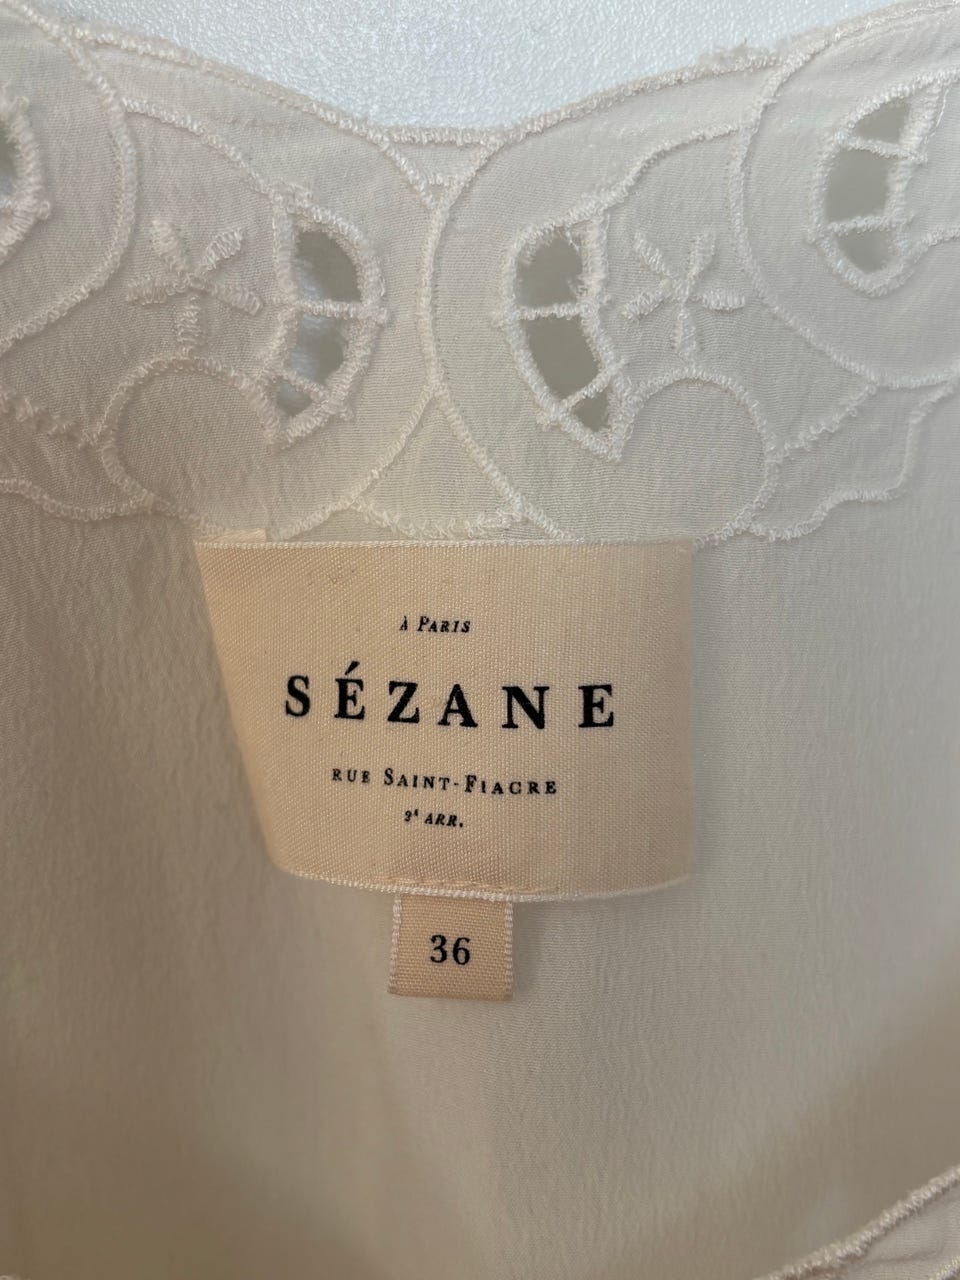 À PARIS
SÉZANE
RUE SAINT-FIACRE
2ᴱ ARR.
36